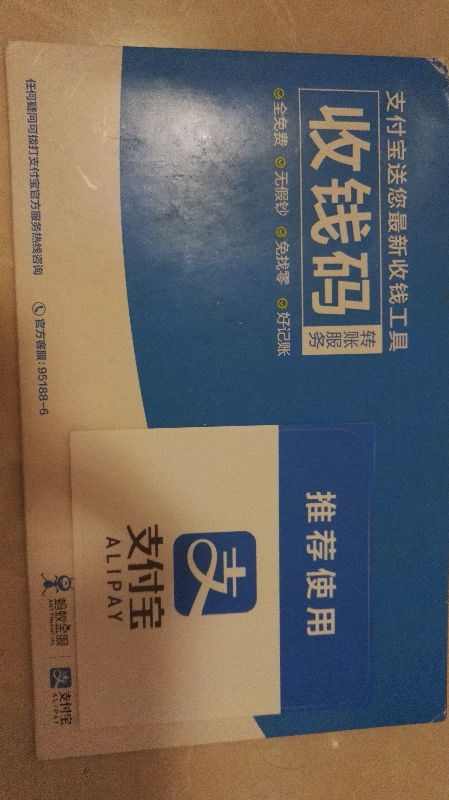 支付宝送您最新收钱工具
收钱码
转账服务
全免费 无假钞 免找零 好记账
推荐使用
支
支付宝
ALIPAY
任何疑问可拨打支付宝官方服务热线咨询
官方客服：95188-6
蚂蚁金服
ANT FINANCIAL
支
支付宝
ALIPAY